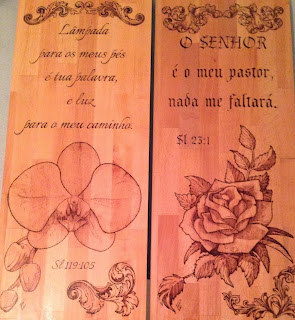 Lâmpada
para os meus pés
é tua palavra,
e luz
para o meu caminho.
Sl 119:105
O SENHOR
é o meu pastor,
nada me faltará.
Sl 23:1